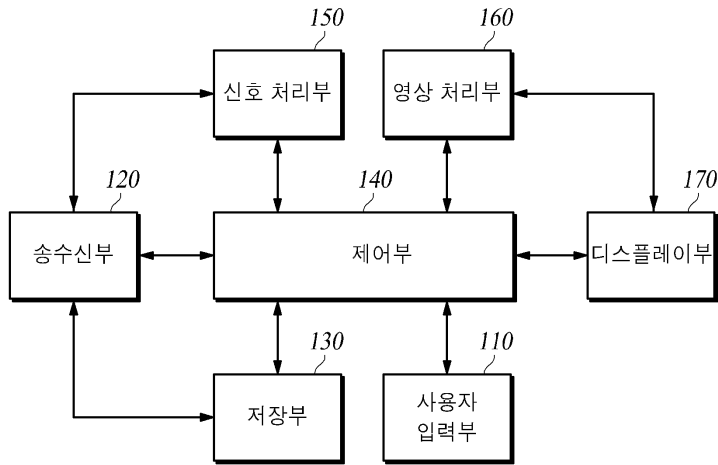 150
신호 처리부
160
영상 처리부
120
송수신부
140
제어부
170
디스플레이부
130
저장부
110
사용자
입력부